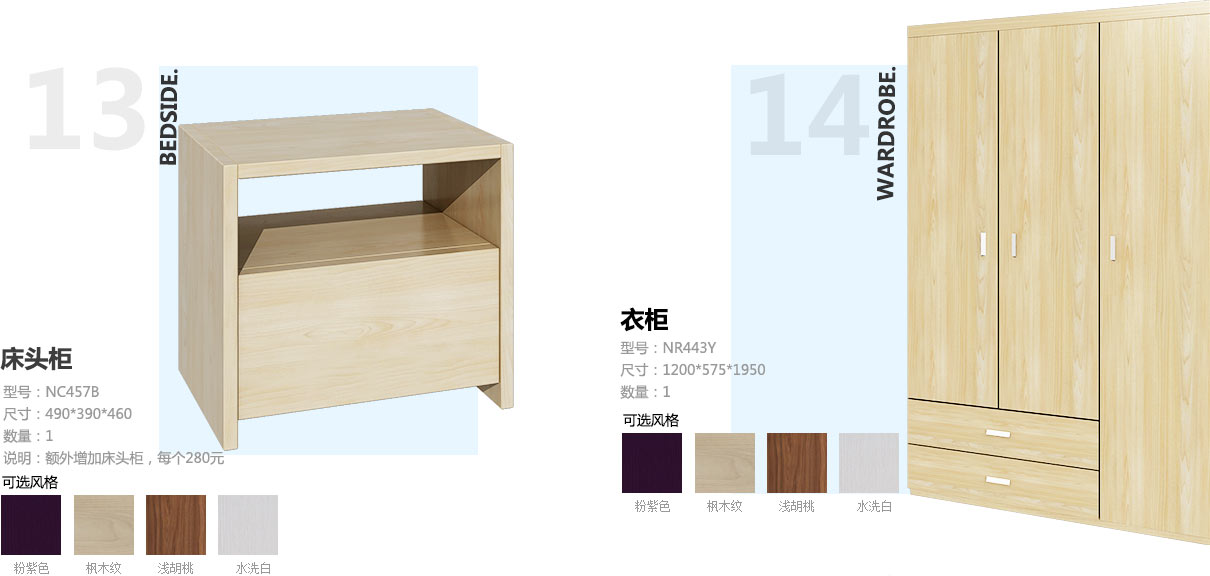 13
BEDSIDE.
床头柜
型号：NC457B
尺寸：490*390*460
数量：1
说明：额外增加床头柜，每个280元
可选风格
粉紫色 枫木纹 浅胡桃 水洗白
14
WARDROBE.
衣柜
型号：NR443Y
尺寸：1200*575*1950
数量：1
可选风格
粉紫色 枫木纹 浅胡桃 水洗白